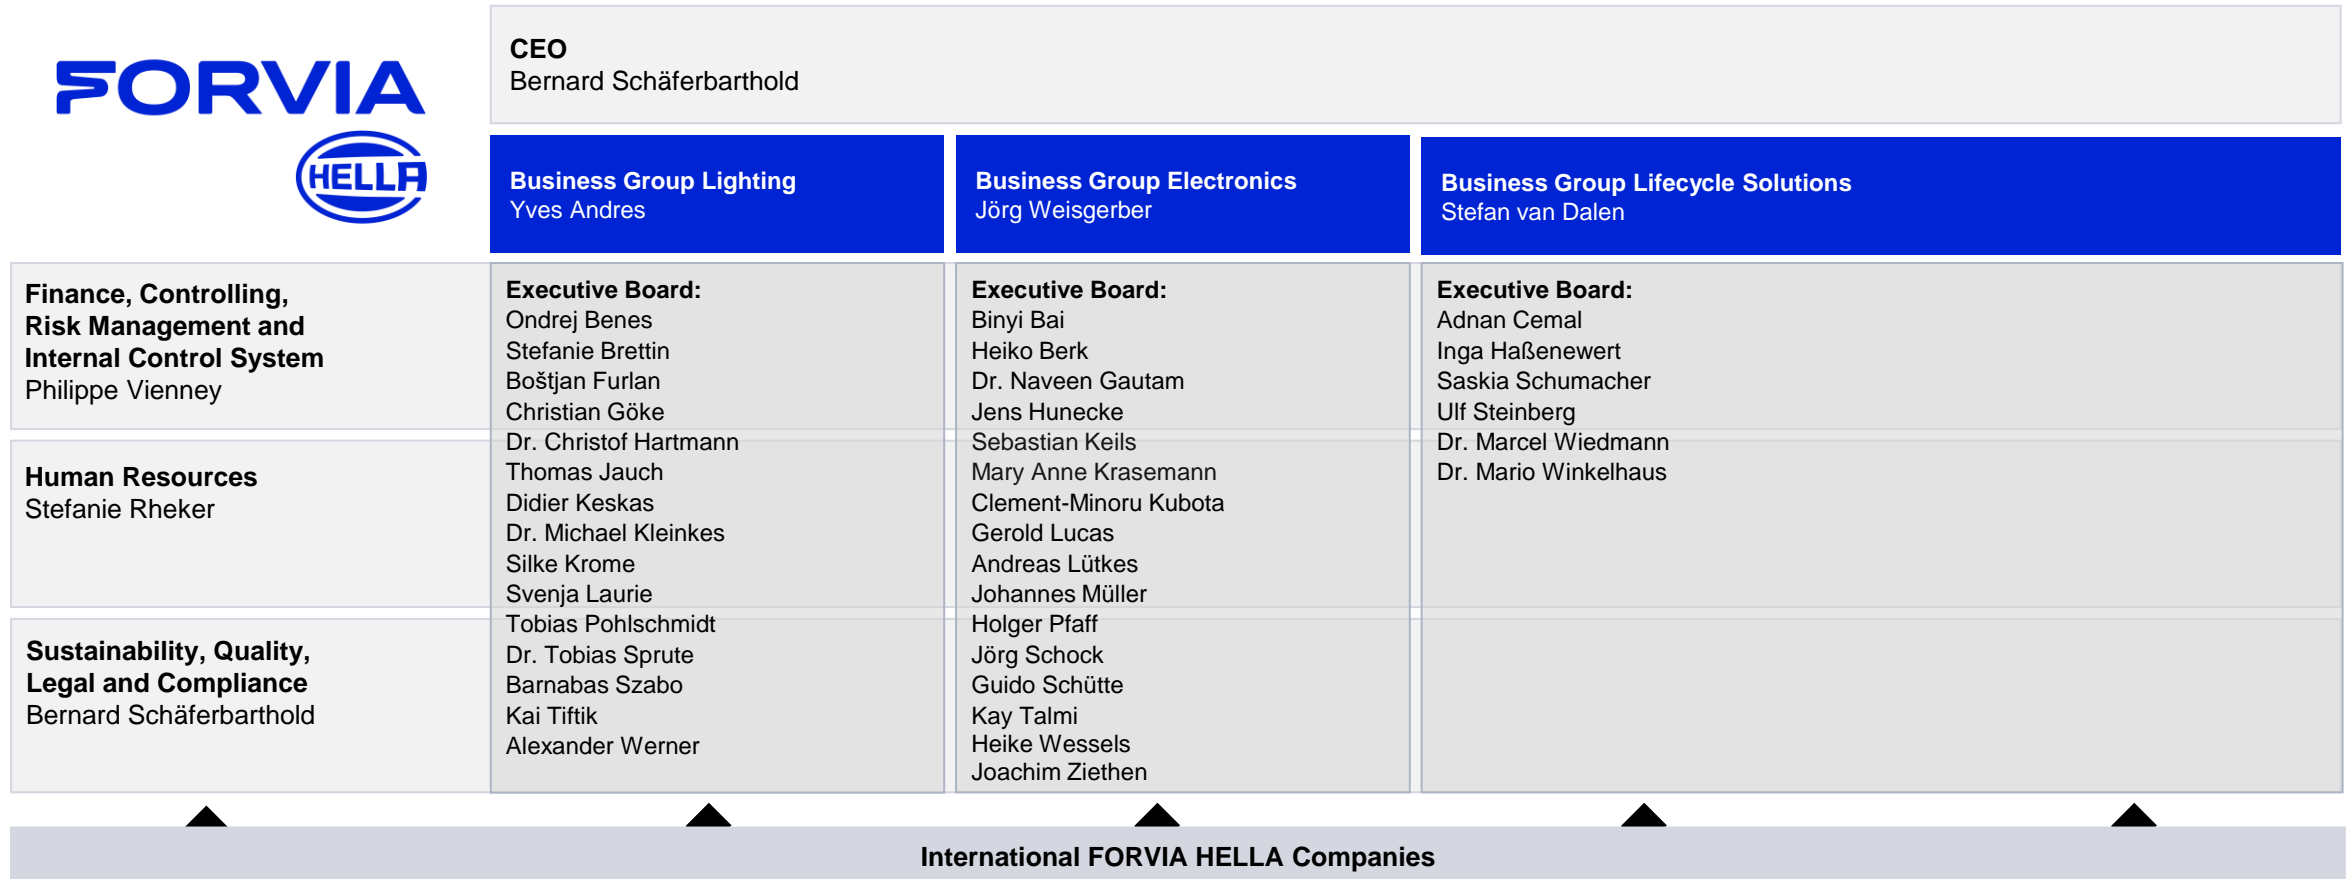 FORVIA
HELLA
CEO
Bernard Schäferbarthold
Business Group Lighting
Yves Andres
Business Group Electronics
Jörg Weisgerber
Business Group Lifecycle Solutions
Stefan van Dalen
Finance, Controlling,
Risk Management and
Internal Control System
Philippe Vienney
Human Resources
Stefanie Rheker
Sustainability, Quality,
Legal and Compliance
Bernard Schäferbarthold
Executive Board:
Ondrej Benes
Stefanie Brettin
Boštjan Furlan
Christian Göke
Dr. Christof Hartmann
Thomas Jauch
Didier Keskas
Dr. Michael Kleinkes
Silke Krome
Svenja Laurie
Tobias Pohlschmidt
Dr. Tobias Sprute
Barnabas Szabo
Kai Tiftik
Alexander Werner
Executive Board:
Binyi Bai
Heiko Berk
Dr. Naveen Gautam
Jens Hunecke
Sebastian Keils
Mary Anne Krasemann
Clement-Minoru Kubota
Gerold Lucas
Andreas Lütkes
Johannes Müller
Holger Pfaff
Jörg Schock
Guido Schütte
Kay Talmi
Heike Wessels
Joachim Ziethen
Executive Board:
Adnan Cemal
Inga Haßenewert
Saskia Schumacher
Ulf Steinberg
Dr. Marcel Wiedmann
Dr. Mario Winkelhaus
International FORVIA HELLA Companies